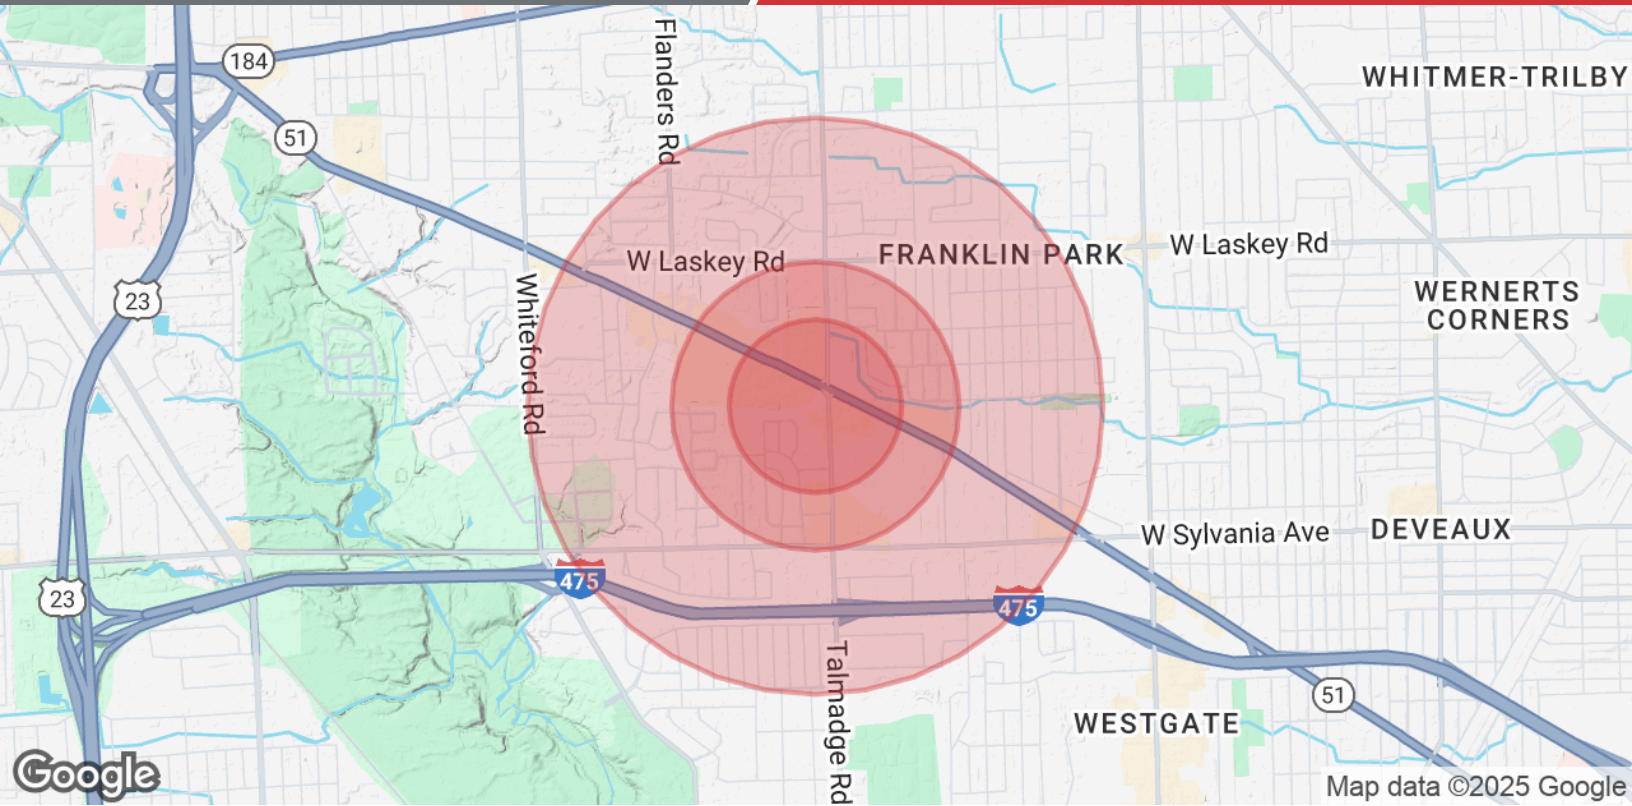 184
Flanders Rd
WHITMER-TRILBY
51
W Laskey Rd
FRANKLIN PARK
W Laskey Rd
23
Whiteford Rd
WERNERTS
CORNERS
W Sylvania Ave
DEVEAUX
475
475
23
Talmadge Rd
51
WESTGATE
Google
Map data ©2025 Google